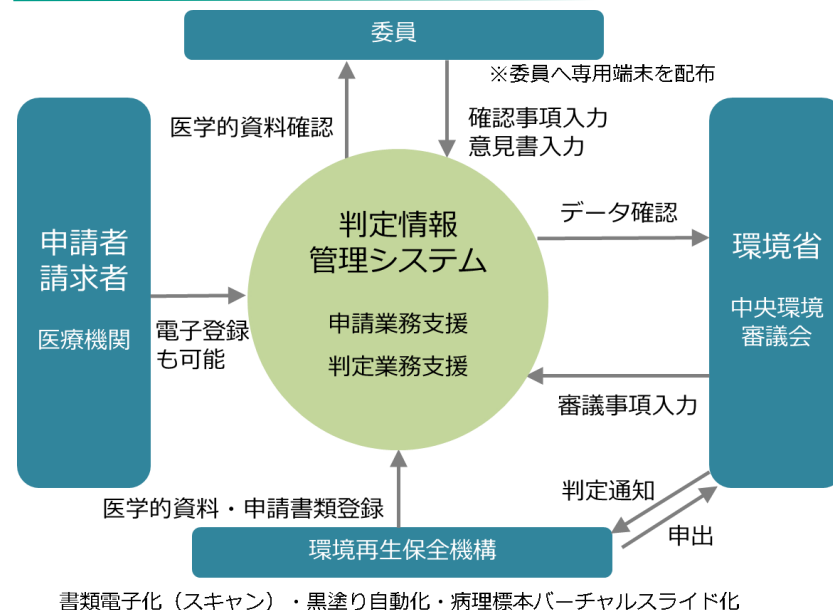 委員
※委員へ専用端末を配布
医学的資料確認
確認事項入力
意見書入力
申請者
請求者
医療機関
電子登録
も可能
判定情報
管理システム
申請業務支援
判定業務支援
データ確認
環境省
中央環境
審議会
審議事項入力
医学的資料・申請書類登録
判定通知
申出
環境再生保全機構
書類電子化（スキャン）・黒塗り自動化・病理標本バーチャルスライド化